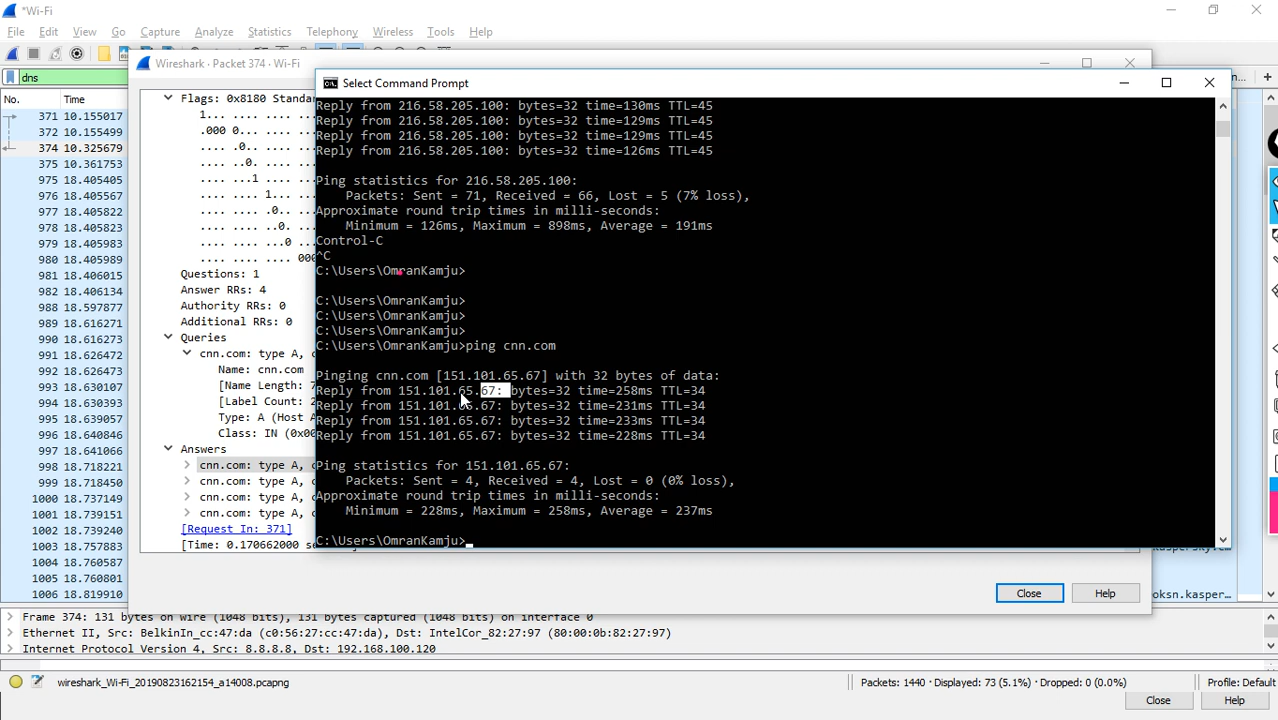 *Wi-Fi
File Edit View Go Capture Analyze Statistics Telephony Wireless Tools Help
Wireshark · Packet 374 · Wi-Fi
dns
Select Command Prompt
No. Time
371 10.155017
372 10.155499
374 10.325679
375 10.361753
975 18.405405
976 18.405567
977 18.405822
978 18.406029
979 18.405983
980 18.405989
981 18.406015
982 18.406134
988 18.597877
989 18.616271
990 18.616273
991 18.626472
993 18.630107
994 18.630957
995 18.639057
996 18.640846
997 18.641066
998 18.718221
999 18.718450
1000 18.737149
1001 18.739151
1002 18.739240
1003 18.757883
1004 18.760587
1005 18.760801
1006 18.819910
Flags: 0x8180 Standa
1... .... ....
.000 0... ....
.... .0.. ....
.... ..0. ....
.... ...1 ....
.... .... 1...
.... .... .0..
.... .... ..0.
.... .... ...0
.... .... .... 000
Questions: 1
Answer RRs: 4
Authority RRs: 0
Additional RRs: 0
Queries
cnn.com: type A, c
Name: cnn.com
[Name Length: 7
[Label Count: 2
Type: A (Host A
Class: IN (0x00
Answers
cnn.com: type A, c
cnn.com: type A, c
cnn.com: type A, c
cnn.com: type A, c
[Request In: 371]
[Time: 0.170662000 se
Reply from 216.58.205.100: bytes=32 time=130ms TTL=45
Reply from 216.58.205.100: bytes=32 time=129ms TTL=45
Reply from 216.58.205.100: bytes=32 time=129ms TTL=45
Reply from 216.58.205.100: bytes=32 time=126ms TTL=45
Ping statistics for 216.58.205.100:
Packets: Sent = 71, Received = 66, Lost = 5 (7% loss),
Approximate round trip times in milli-seconds:
Minimum = 126ms, Maximum = 898ms, Average = 191ms
Control-C
^C
C:\Users\OmranKamju>
C:\Users\OmranKamju>
C:\Users\OmranKamju>
C:\Users\OmranKamju>
C:\Users\OmranKamju>ping cnn.com
Pinging cnn.com [151.101.65.67] with 32 bytes of data:
Reply from 151.101.65.67: bytes=32 time=258ms TTL=34
Reply from 151.101.65.67: bytes=32 time=231ms TTL=34
Reply from 151.101.65.67: bytes=32 time=233ms TTL=34
Reply from 151.101.65.67: bytes=32 time=228ms TTL=34
Ping statistics for 151.101.65.67:
Packets: Sent = 4, Received = 4, Lost = 0 (0% loss),
Approximate round trip times in milli-seconds:
Minimum = 228ms, Maximum = 258ms, Average = 237ms
C:\Users\OmranKamju>
Close Help
oksn.kasper…
Frame 374: 131 bytes on wire (1048 bits), 131 bytes captured (1048 bits) on interface 0
Ethernet II, Src: BelkinIn_cc:47:da (c0:56:27:cc:47:da), Dst: IntelCor_82:27:97 (80:00:0b:82:27:97)
Internet Protocol Version 4, Src: 8.8.8.8, Dst: 192.168.100.120
wireshark_Wi-Fi_20190823162154_a14008.pcapng
Packets: 1440 · Displayed: 73 (5.1%) · Dropped: 0 (0.0%)
Profile: Default
Close Help